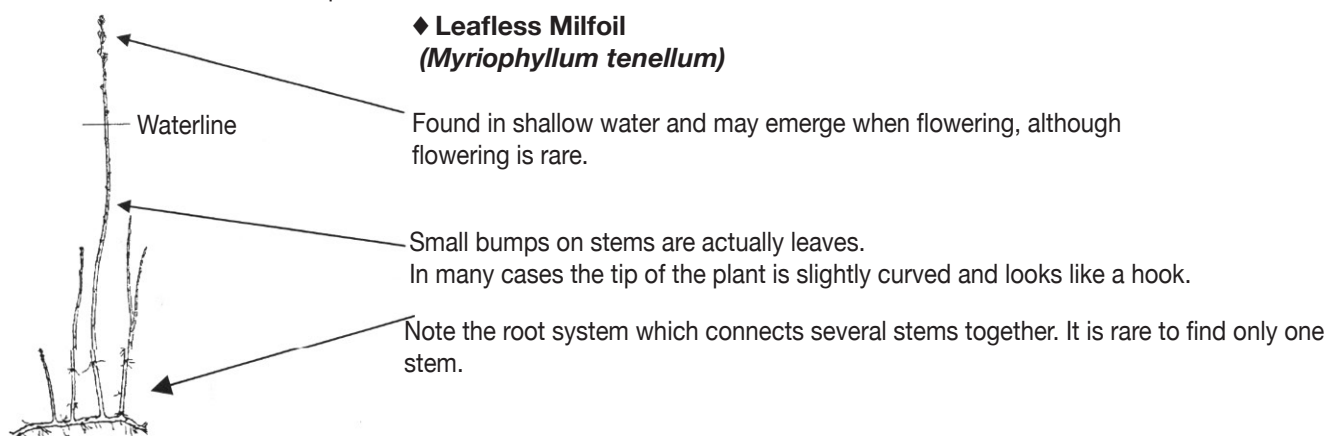 ♦ Leafless Milfoil
(Myriophyllum tenellum)
Waterline
Found in shallow water and may emerge when flowering, although
flowering is rare.
Small bumps on stems are actually leaves.
In many cases the tip of the plant is slightly curved and looks like a hook.
Note the root system which connects several stems together. It is rare to find only one
stem.